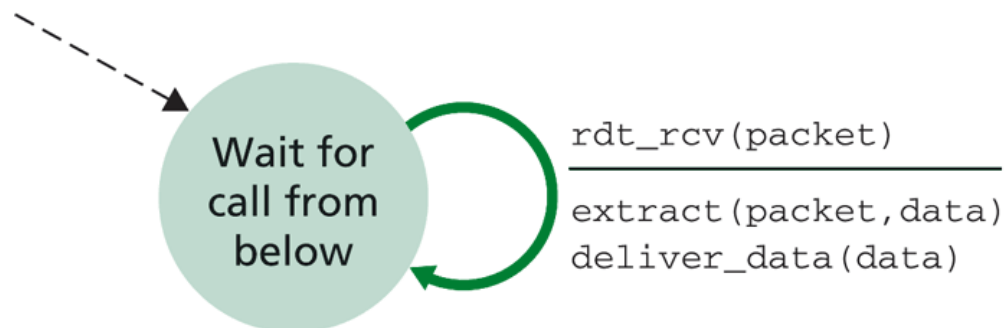 Wait for
call from
below
rdt_rcv(packet)
extract(packet,data)
deliver_data(data)